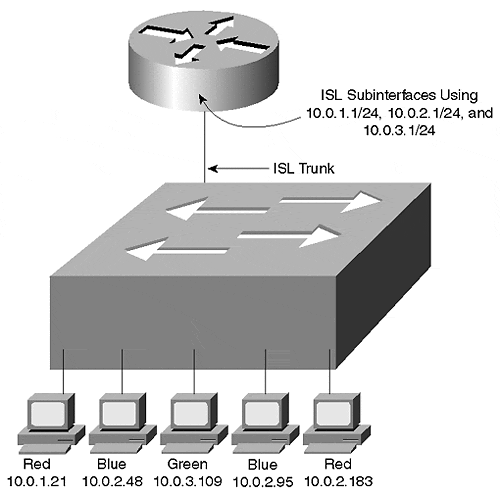 ISL Subinterfaces Using
10.0.1.1/24, 10.0.2.1/24, and
10.0.3.1/24
ISL Trunk
Red
10.0.1.21
Blue
10.0.2.48
Green
10.0.3.109
Blue
10.0.2.95
Red
10.0.2.183